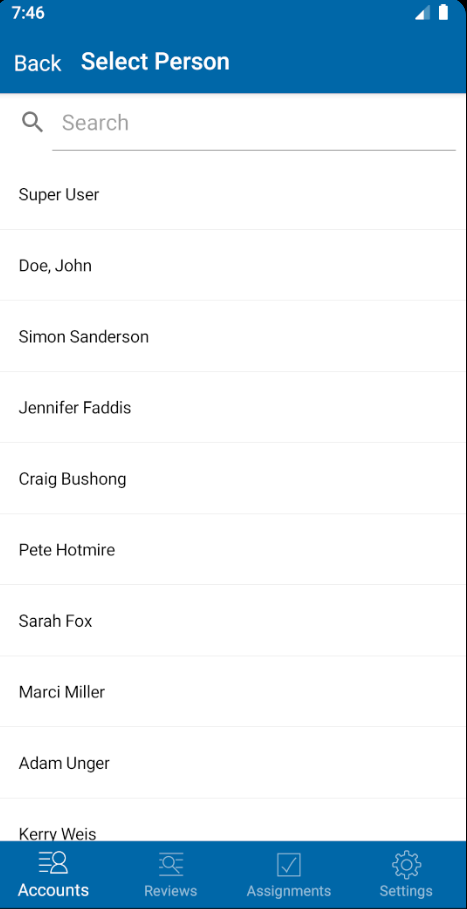 7:46
Back Select Person
Search
Super User
Doe, John
Simon Sanderson
Jennifer Faddis
Craig Bushong
Pete Hotmire
Sarah Fox
Marci Miller
Adam Unger
Kerry Weis
Accounts Reviews Assignments Settings